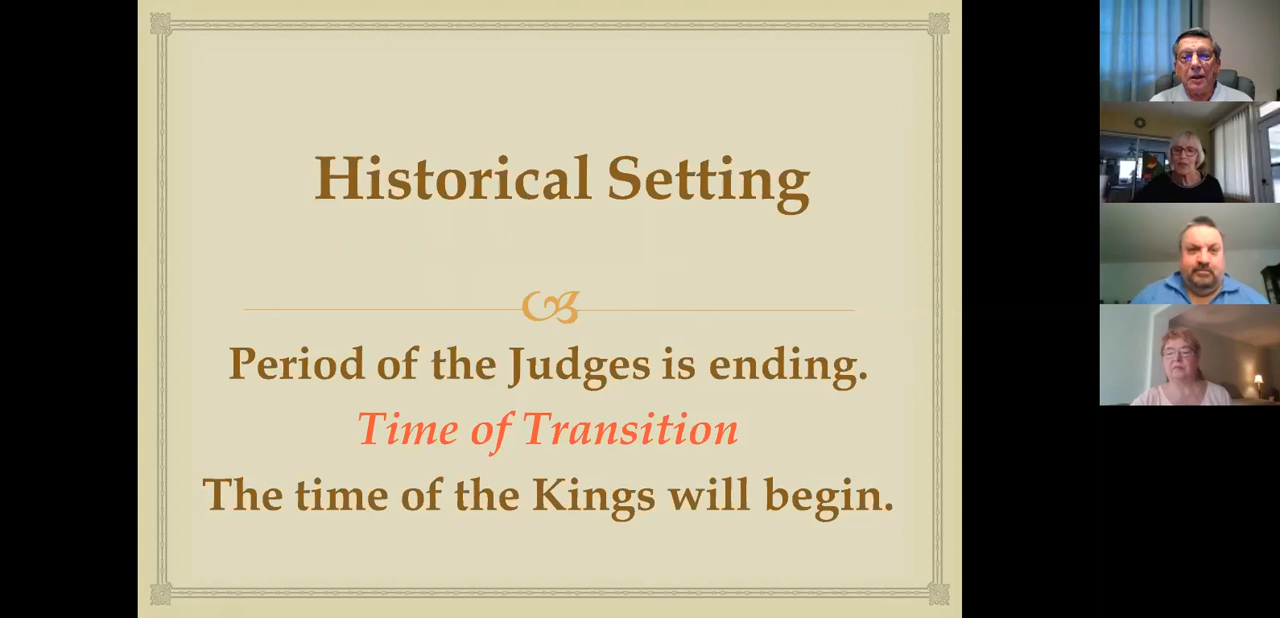 Historical Setting
Period of the Judges is ending.
Time of Transition
The time of the Kings will begin.